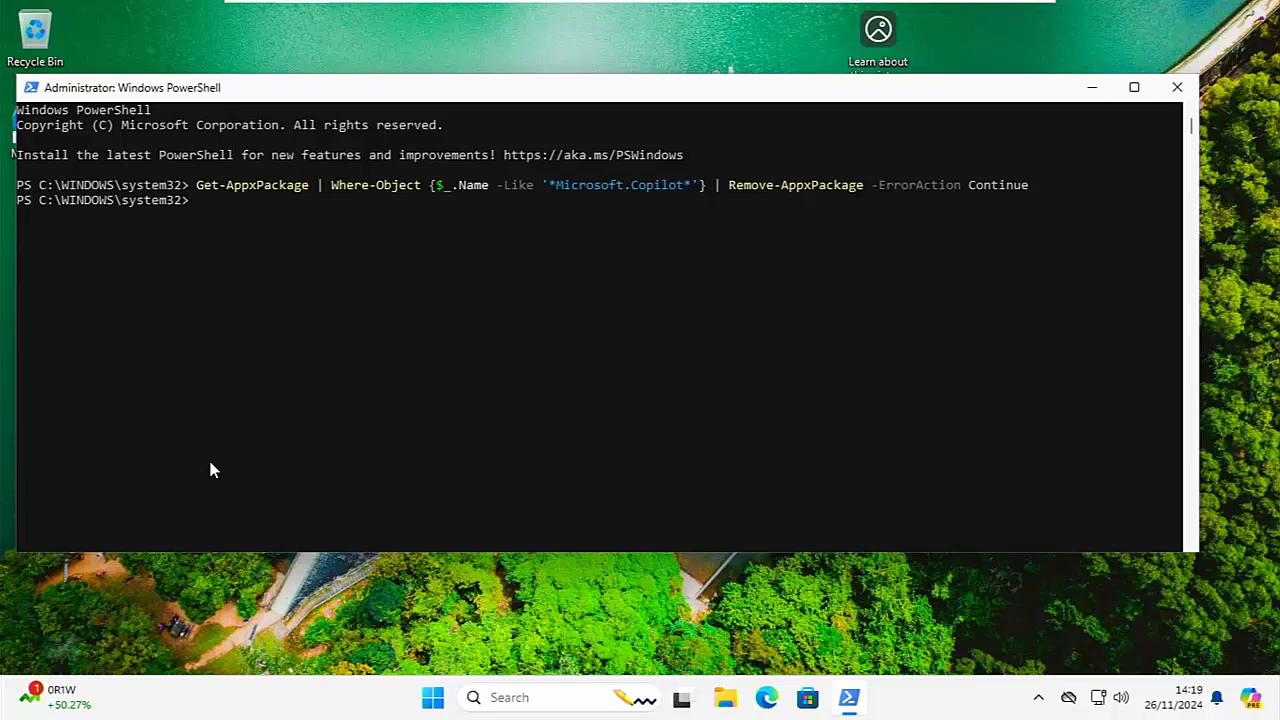 Recycle Bin
Learn about
Administrator: Windows PowerShell
Windows PowerShell
Copyright (C) Microsoft Corporation. All rights reserved.
Install the latest PowerShell for new features and improvements! https://aka.ms/PSWindows
PS C:\WINDOWS\system32> Get-AppxPackage | Where-Object {$_.Name -Like '*Microsoft.Copilot*'} | Remove-AppxPackage -ErrorAction Continue
PS C:\WINDOWS\system32>
1
0R1W
+50.27%
Search
14:19
26/11/2024
PRE